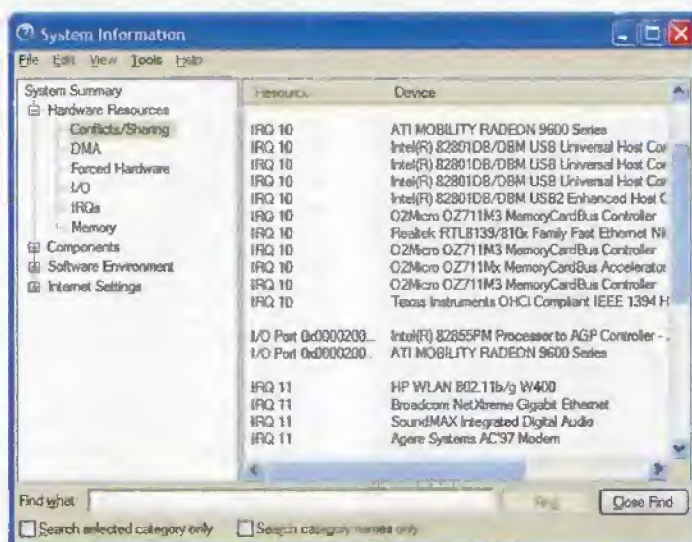 System Information
File Edit View Tools Help
System Summary
Hardware Resources
Conflicts/Sharing
DMA
Forced Hardware
I/O
IRQs
Memory
Components
Software Environment
Internet Settings
Resource Device
IRQ 10 ATI MOBILITY RADEON 9600 Series
IRQ 10 Intel(R) 82801DB/DBM USB Universal Host Con
IRQ 10 Intel(R) 82801DB/DBM USB Universal Host Con
IRQ 10 Intel(R) 82801DB/DBM USB Universal Host Con
IRQ 10 Intel(R) 82801DB/DBM USB2 Enhanced Host C
IRQ 10 O2Micro OZ711M3 MemoryCardBus Controller
IRQ 10 Realtek RTL8139/810x Family Fast Ethernet NI
IRQ 10 O2Micro OZ711M3 MemoryCardBus Controller
IRQ 10 O2Micro OZ711Mx MemoryCardBus Accelerator
IRQ 10 O2Micro OZ711M3 MemoryCardBus Controller
IRQ 10 Texas Instruments OHCI Compliant IEEE 1394 H
I/O Port 0x0000200... Intel(R) 82855PM Processor to AGP Controller - .
I/O Port 0x0000200... ATI MOBILITY RADEON 9600 Series
IRQ 11 HP WLAN 802.11b/g W400
IRQ 11 Broadcom NetXtreme Gigabit Ethernet
IRQ 11 SoundMAX Integrated Digital Audio
IRQ 11 Agere Systems AC'97 Modem
Find what Find Close Find
Search selected category only Search category names only